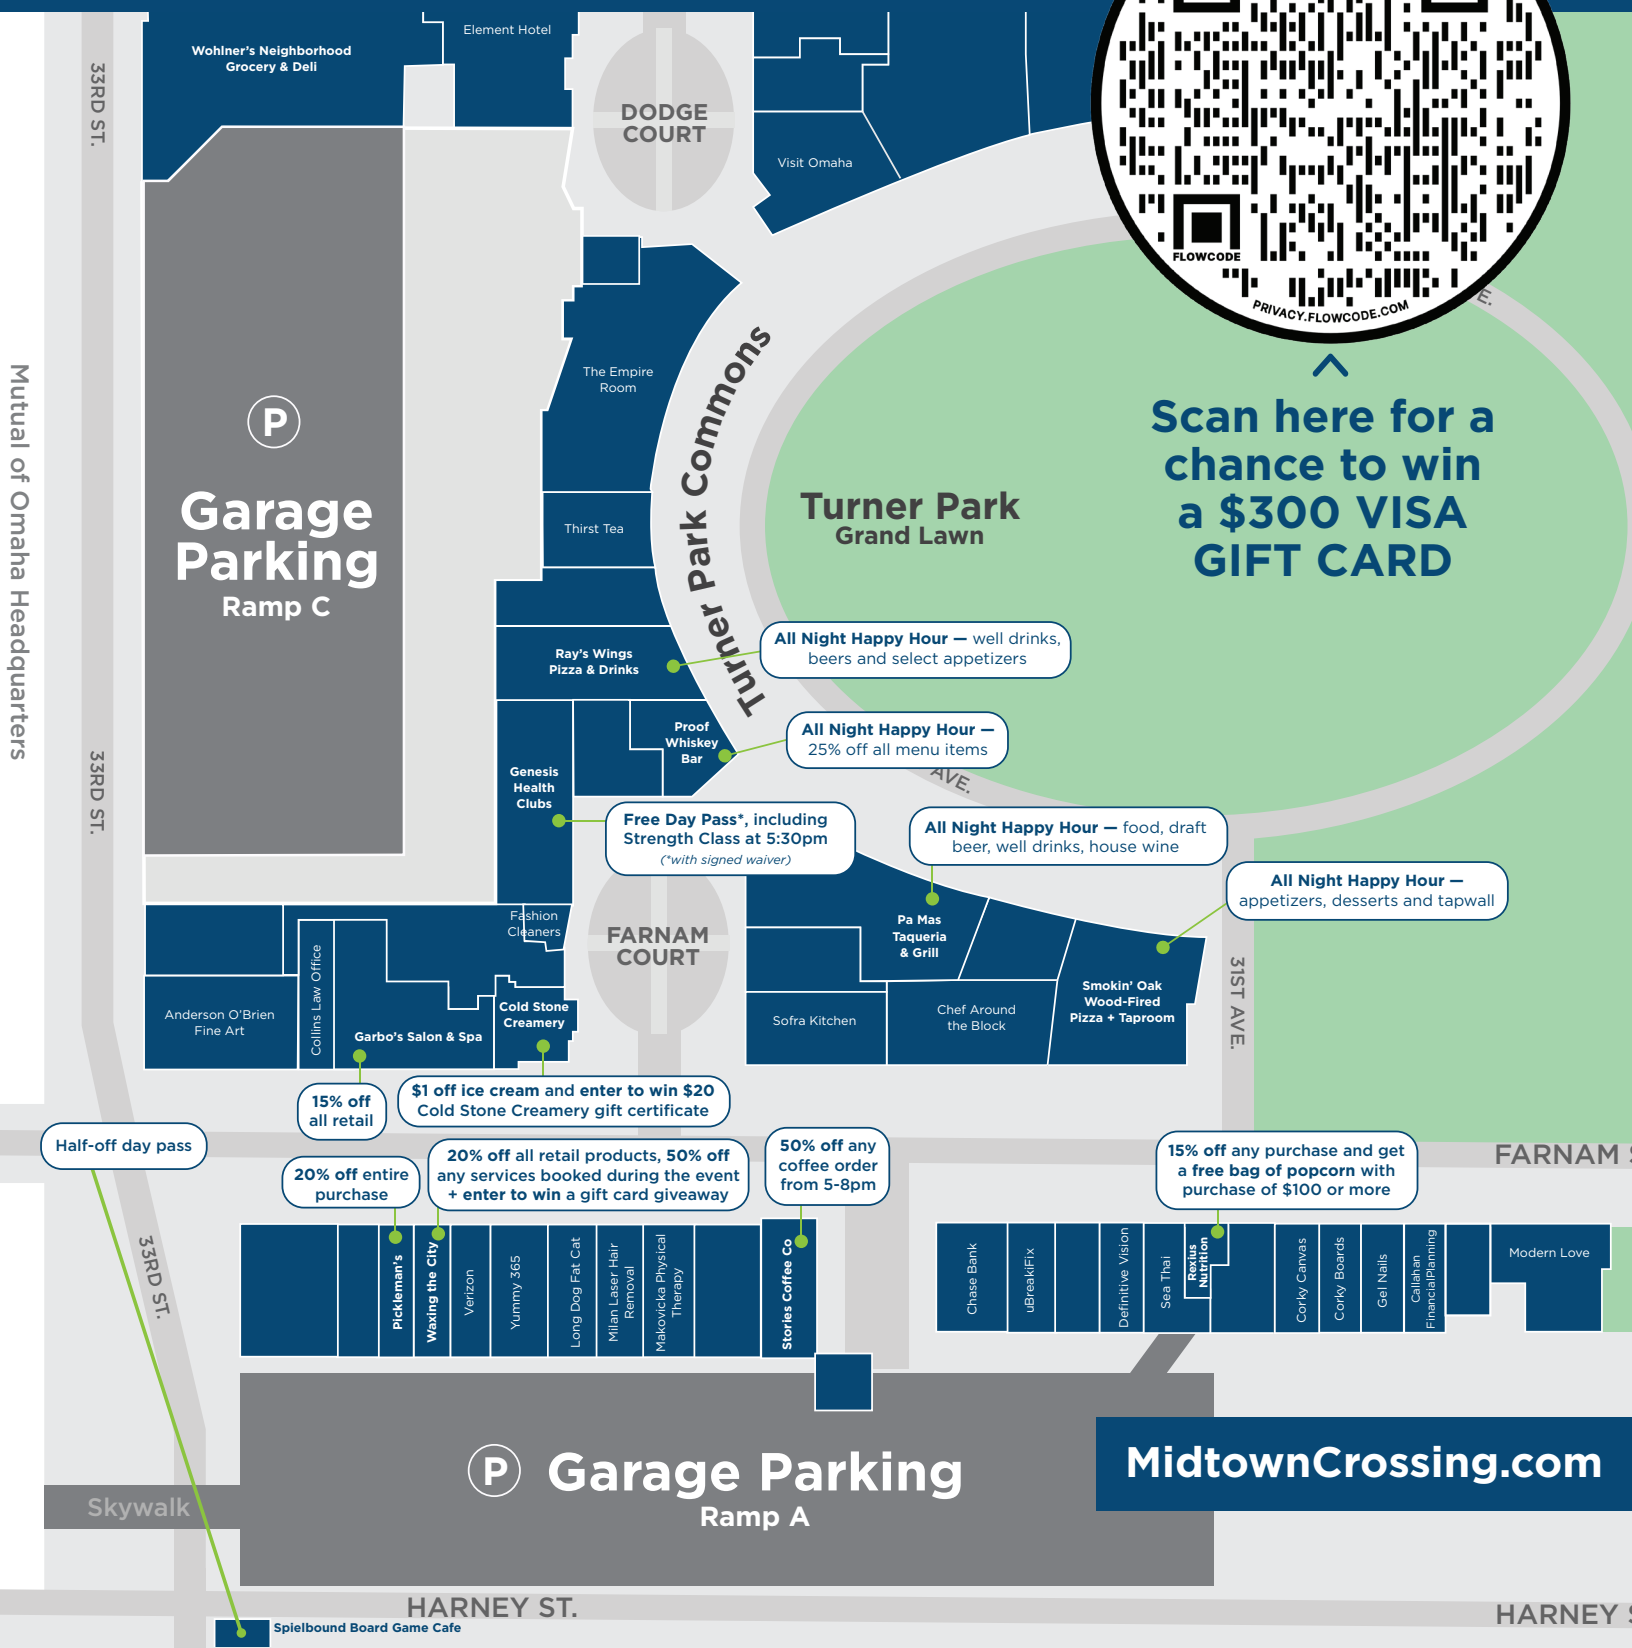 Wohlner's Neighborhood
Grocery & Deli
Element Hotel
DODGE
COURT
Visit Omaha
FLOWCODE
PRIVACY.FLOWCODE.COM
E.
33RD ST.
Mutual of Omaha Headquarters
P
Garage
Parking
Ramp C
The Empire
Room
Thirst Tea
Turner Park Commons
Turner Park
Grand Lawn
Scan here for a
chance to win
a $300 VISA
GIFT CARD
Ray's Wings
Pizza & Drinks
All Night Happy Hour — well drinks,
beers and select appetizers
Proof
Whiskey
Bar
All Night Happy Hour —
25% off all menu items
AVE.
33RD ST.
Genesis
Health
Clubs
Free Day Pass*, including
Strength Class at 5:30pm
(*with signed waiver)
All Night Happy Hour — food, draft
beer, well drinks, house wine
All Night Happy Hour —
appetizers, desserts and tapwall
Fashion
Cleaners
FARNAM
COURT
Pa Mas
Taqueria
& Grill
Smokin' Oak
Wood-Fired
Pizza + Taproom
31ST AVE.
Anderson O'Brien
Fine Art
Collins Law Office
Garbo's Salon & Spa
Cold Stone
Creamery
Sofra Kitchen
Chef Around
the Block
15% off
all retail
$1 off ice cream and enter to win $20
Cold Stone Creamery gift certificate
Half-off day pass
20% off entire
purchase
20% off all retail products, 50% off
any services booked during the event
+ enter to win a gift card giveaway
50% off any
coffee order
from 5-8pm
15% off any purchase and get
a free bag of popcorn with
purchase of $100 or more
FARNAM S
33RD ST.
Pickleman's
Waxing the City
Verizon
Yummy 365
Long Dog Fat Cat
Milan Laser Hair
Removal
Makovicka Physical
Therapy
Stories Coffee Co
Chase Bank
uBreakiFix
Definitive Vision
Sea Thai
Rexius
Nutrition
Corky Canvas
Corky Boards
Gel Nails
Callahan
FinancialPlanning
Modern Love
P
Garage Parking
Ramp A
MidtownCrossing.com
Skywalk
HARNEY ST.
HARNEY S
Spielbound Board Game Cafe